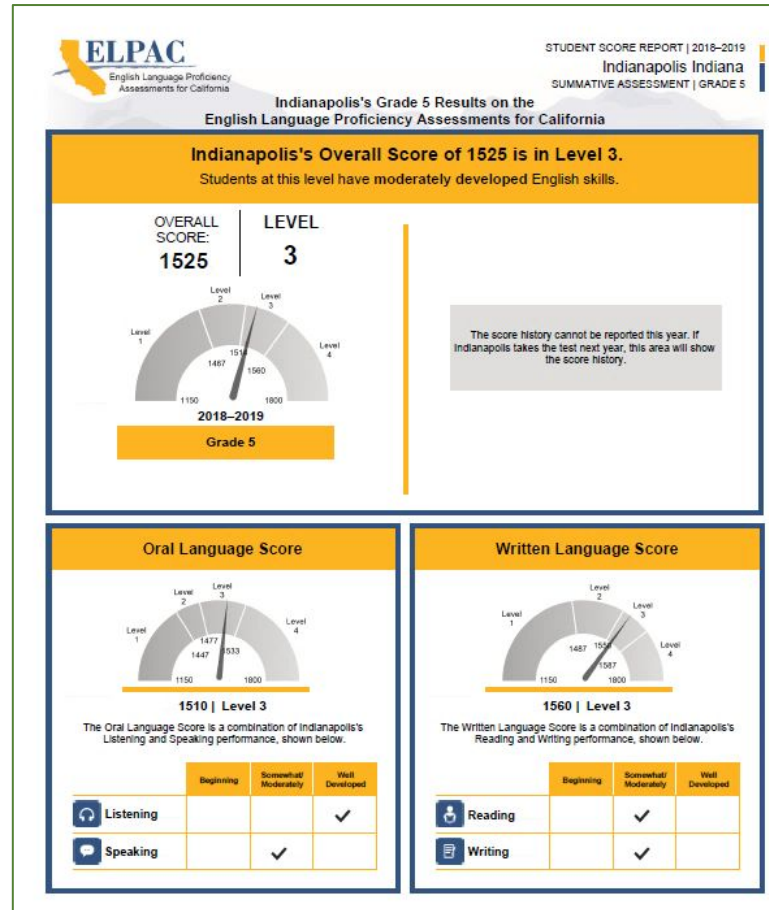 ELPAC
English Language Proficiency
Assessments for California
STUDENT SCORE REPORT | 2018–2019
Indianapolis Indiana
SUMMATIVE ASSESSMENT | GRADE 5
Indianapolis's Grade 5 Results on the
English Language Proficiency Assessments for California
Indianapolis's Overall Score of 1525 is in Level 3.
Students at this level have moderately developed English skills.
OVERALL
SCORE:
1525
LEVEL
3
Level
1
Level
2
Level
3
Level
4
1150
1467
1560
1800
2018–2019
Grade 5
The score history cannot be reported this year. If
Indianapolis takes the test next year, this area will show
the score history.
Oral Language Score
Level
1
Level
2
Level
3
Level
4
1150
1447
1477
1533
1800
1510 | Level 3
The Oral Language Score is a combination of Indianapolis's
Listening and Speaking performance, shown below.
Beginning
Somewhat/
Moderately
Well
Developed
Listening
Speaking
Written Language Score
Level
1
Level
2
Level
3
Level
4
1150
1487
1587
1800
1560 | Level 3
The Written Language Score is a combination of Indianapolis's
Reading and Writing performance, shown below.
Beginning
Somewhat/
Moderately
Well
Developed
Reading
Writing